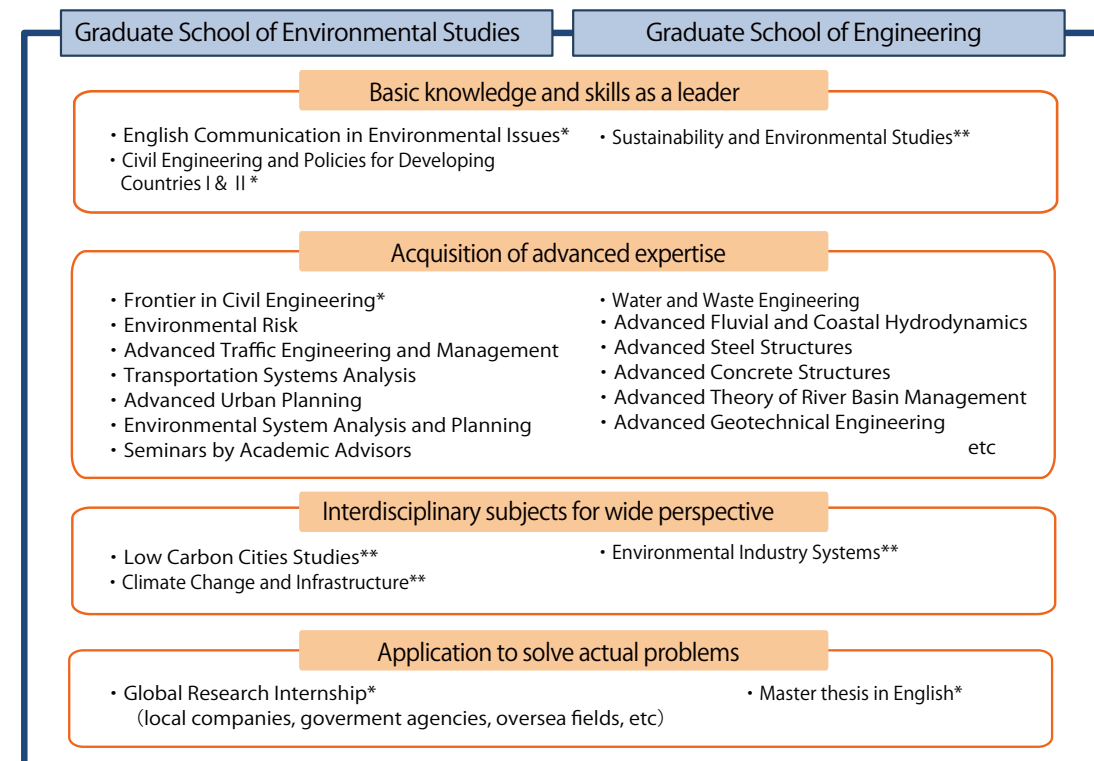 Graduate School of Environmental Studies
Graduate School of Engineering
Basic knowledge and skills as a leader
・English Communication in Environmental Issues*
・Civil Engineering and Policies for Developing
Countries I & II *
・Sustainability and Environmental Studies**
Acquisition of advanced expertise
・Frontier in Civil Engineering*
・Environmental Risk
・Advanced Traffic Engineering and Management
・Transportation Systems Analysis
・Advanced Urban Planning
・Environmental System Analysis and Planning
・Seminars by Academic Advisors
・Water and Waste Engineering
・Advanced Fluvial and Coastal Hydrodynamics
・Advanced Steel Structures
・Advanced Concrete Structures
・Advanced Theory of River Basin Management
・Advanced Geotechnical Engineering
etc
Interdisciplinary subjects for wide perspective
・Low Carbon Cities Studies**
・Climate Change and Infrastructure**
・Environmental Industry Systems**
Application to solve actual problems
・Global Research Internship*
（local companies, goverment agencies, oversea fields, etc）
・Master thesis in English*